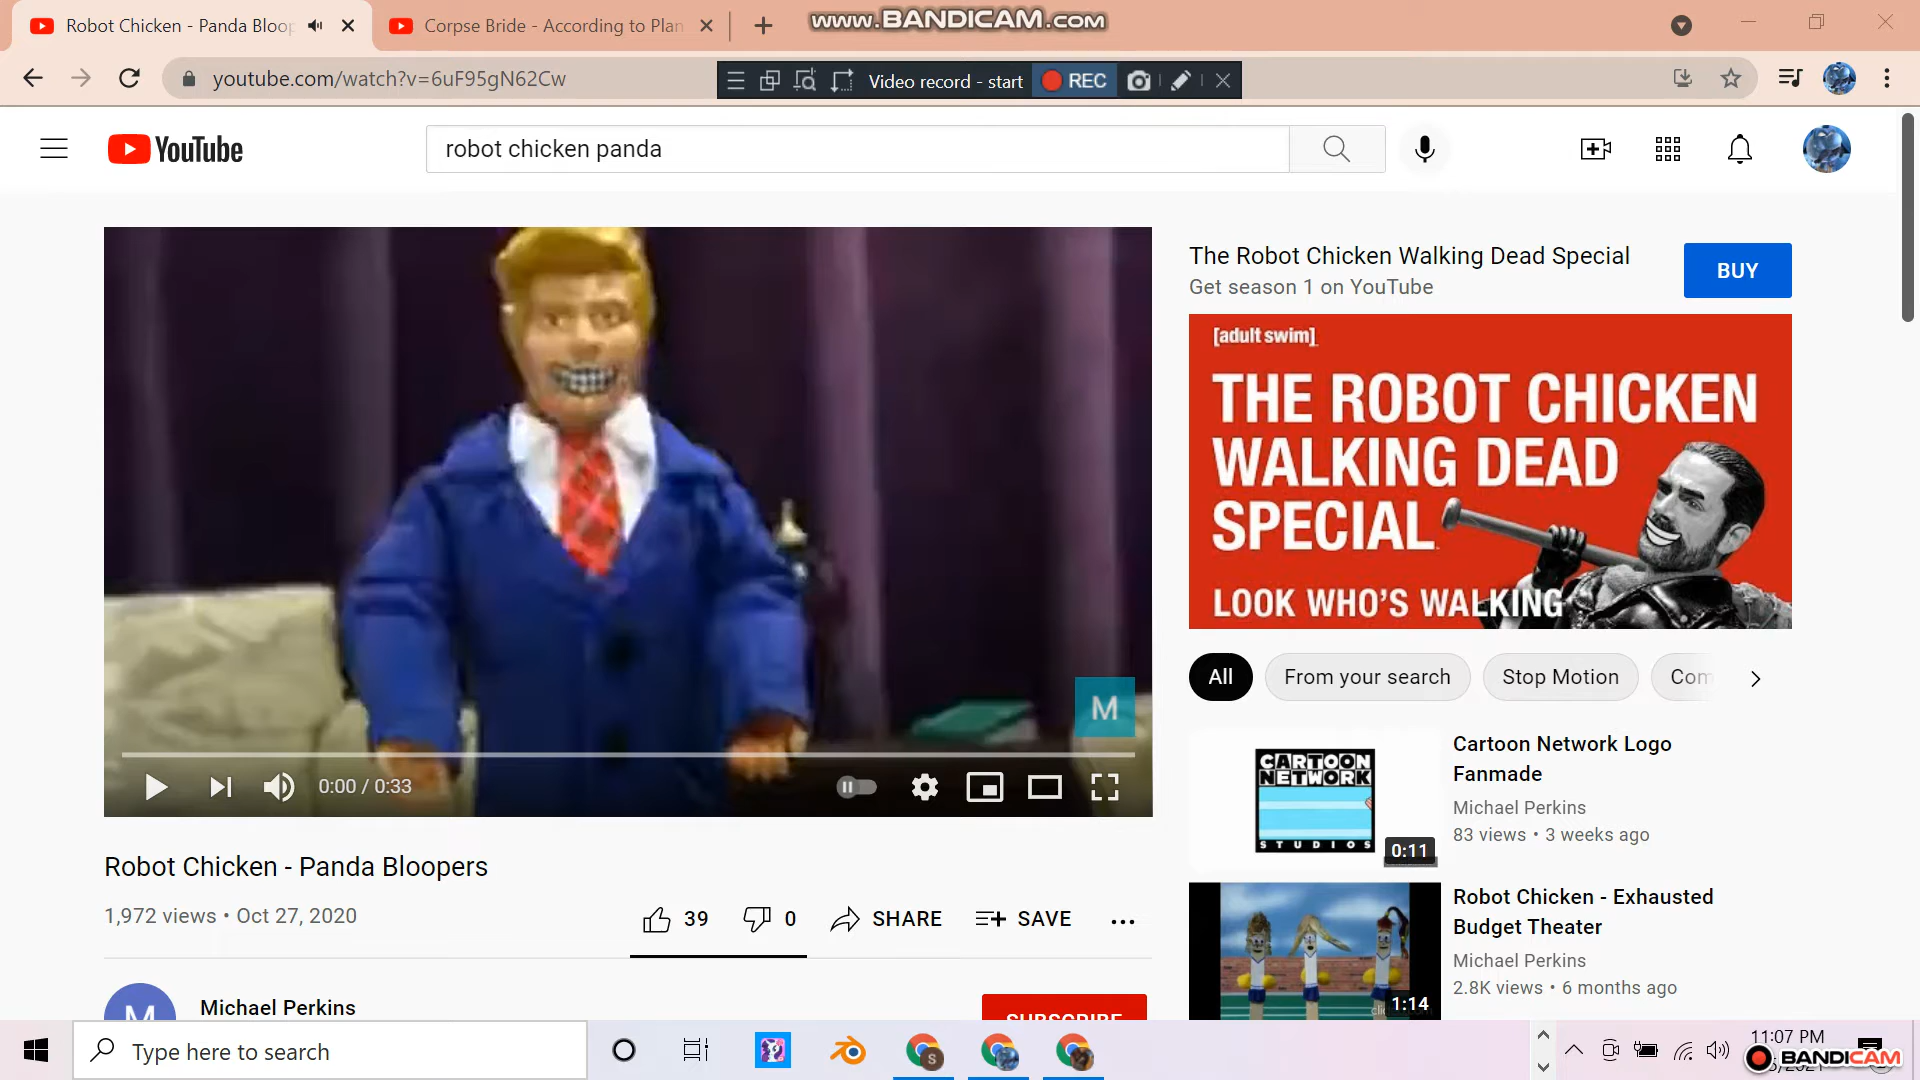 Robot Chicken - Panda Bloop
Corpse Bride - According to Plan
www.BANDICAM.com
youtube.com/watch?v=6uF95gN62Cw
Video record - start
REC
YouTube
robot chicken panda
The Robot Chicken Walking Dead Special
Get season 1 on YouTube
BUY
[adult swim]
THE ROBOT CHICKEN
WALKING DEAD
SPECIAL
LOOK WHO'S WALKING
M
0:00 / 0:33
All
From your search
Stop Motion
Com
CARTOON
NETWORK
STUDIOS
0:11
Cartoon Network Logo
Fanmade
Michael Perkins
83 views • 3 weeks ago
Robot Chicken - Panda Bloopers
1,972 views • Oct 27, 2020
39
0
SHARE
SAVE
1:14
Robot Chicken - Exhausted
Budget Theater
Michael Perkins
2.8K views • 6 months ago
M
Michael Perkins
SUBSCRIBE
Type here to search
S
11:07 PM
BANDICAM